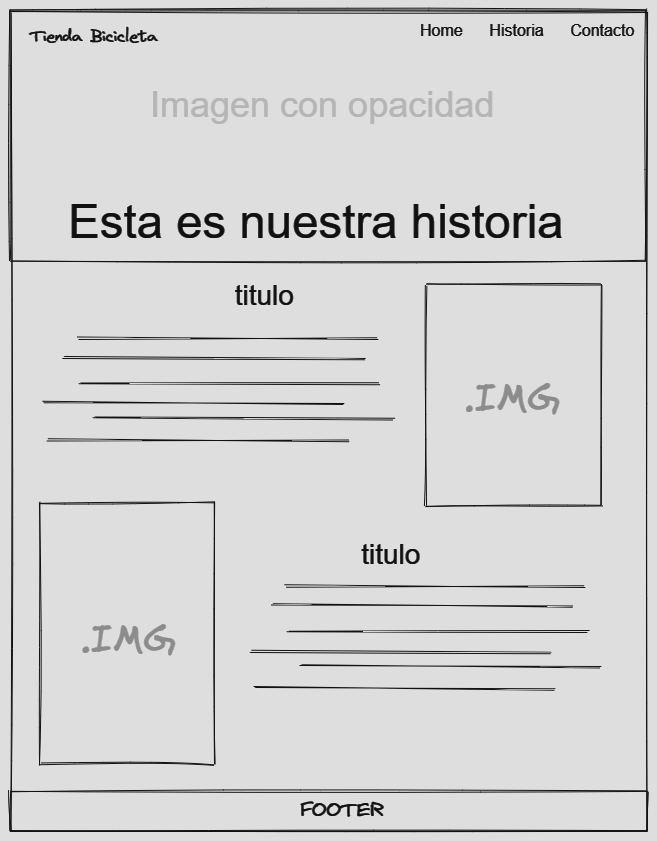 Tienda Bicicleta
Home Historia Contacto
Imagen con opacidad
Esta es nuestra historia
titulo
.IMG
.IMG
titulo
FOOTER